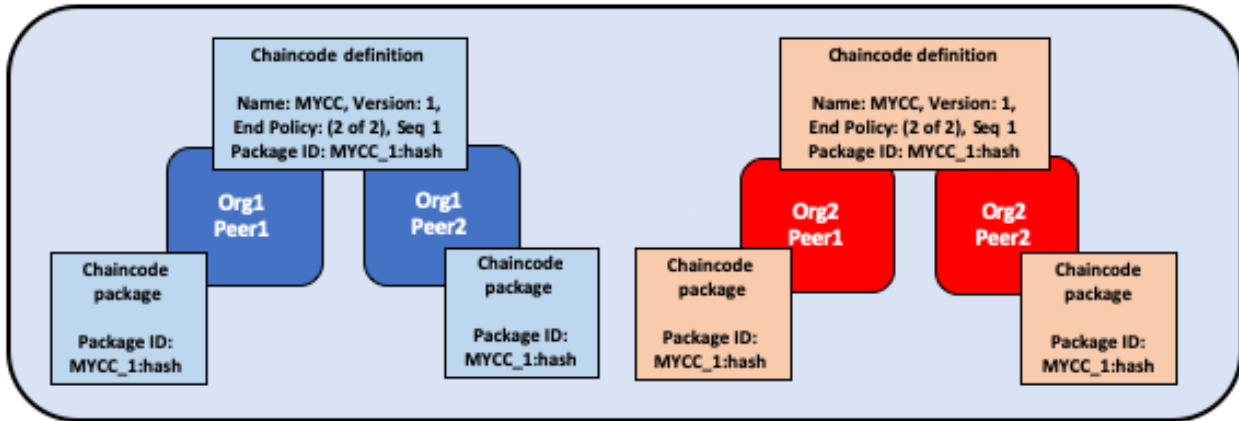 Chaincode definition
Name: MYCC, Version: 1,
End Policy: (2 of 2), Seq 1
Package ID: MYCC_1:hash
Org1
Peer1
Org1
Peer2
Chaincode
package
Package ID:
MYCC_1:hash
Chaincode
package
Package ID:
MYCC_1:hash
Chaincode definition
Name: MYCC, Version: 1,
End Policy: (2 of 2), Seq 1
Package ID: MYCC_1:hash
Org2
Peer1
Org2
Peer2
Chaincode
package
Package ID:
MYCC_1:hash
Chaincode
package
Package ID:
MYCC_1:hash